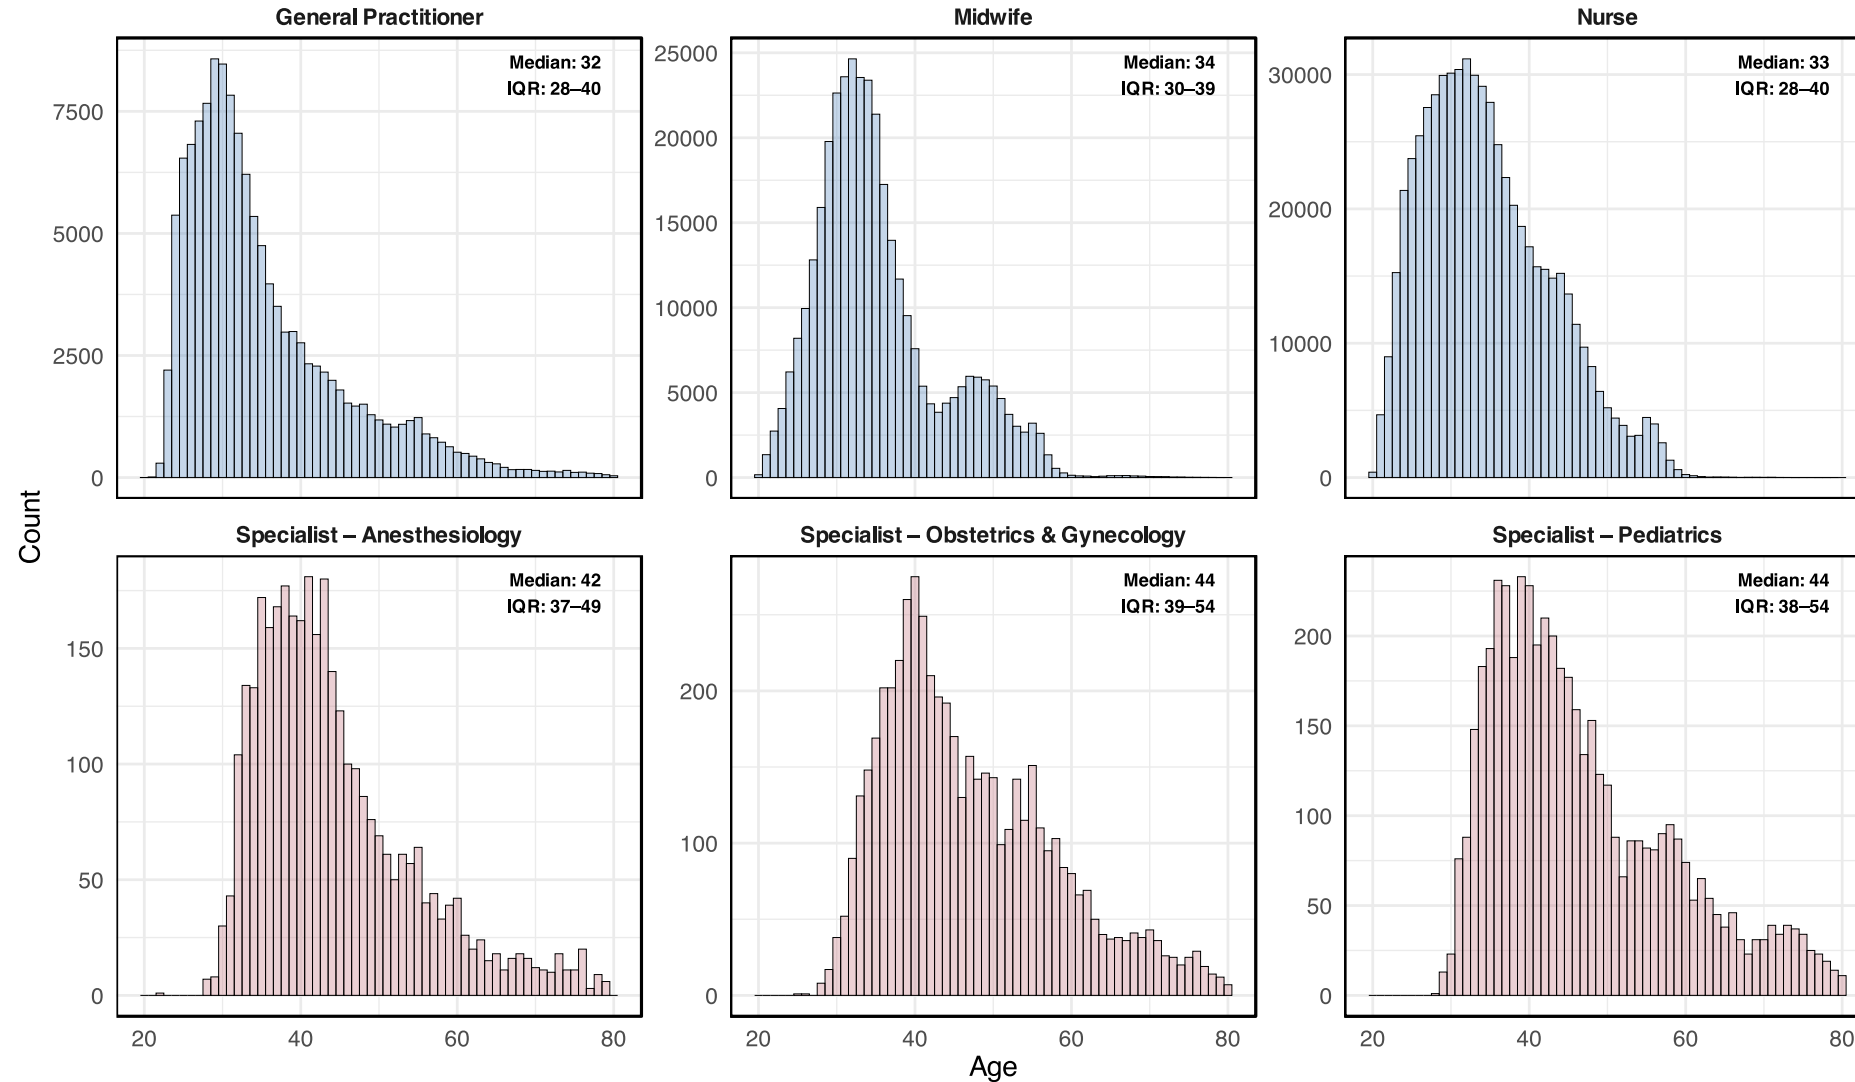 General Practitioner
Midwife
Nurse
Median: 32
IQR: 28–40
Median: 34
IQR: 30–39
Median: 33
IQR: 28–40
7500
5000
2500
0
25000
20000
15000
10000
5000
0
30000
20000
10000
0
Count
Specialist – Anesthesiology
Specialist – Obstetrics & Gynecology
Specialist – Pediatrics
Median: 42
IQR: 37–49
Median: 44
IQR: 39–54
Median: 44
IQR: 38–54
150
100
50
0
200
100
0
200
150
100
50
0
20 40 60 80
20 40 60 80
20 40 60 80
Age